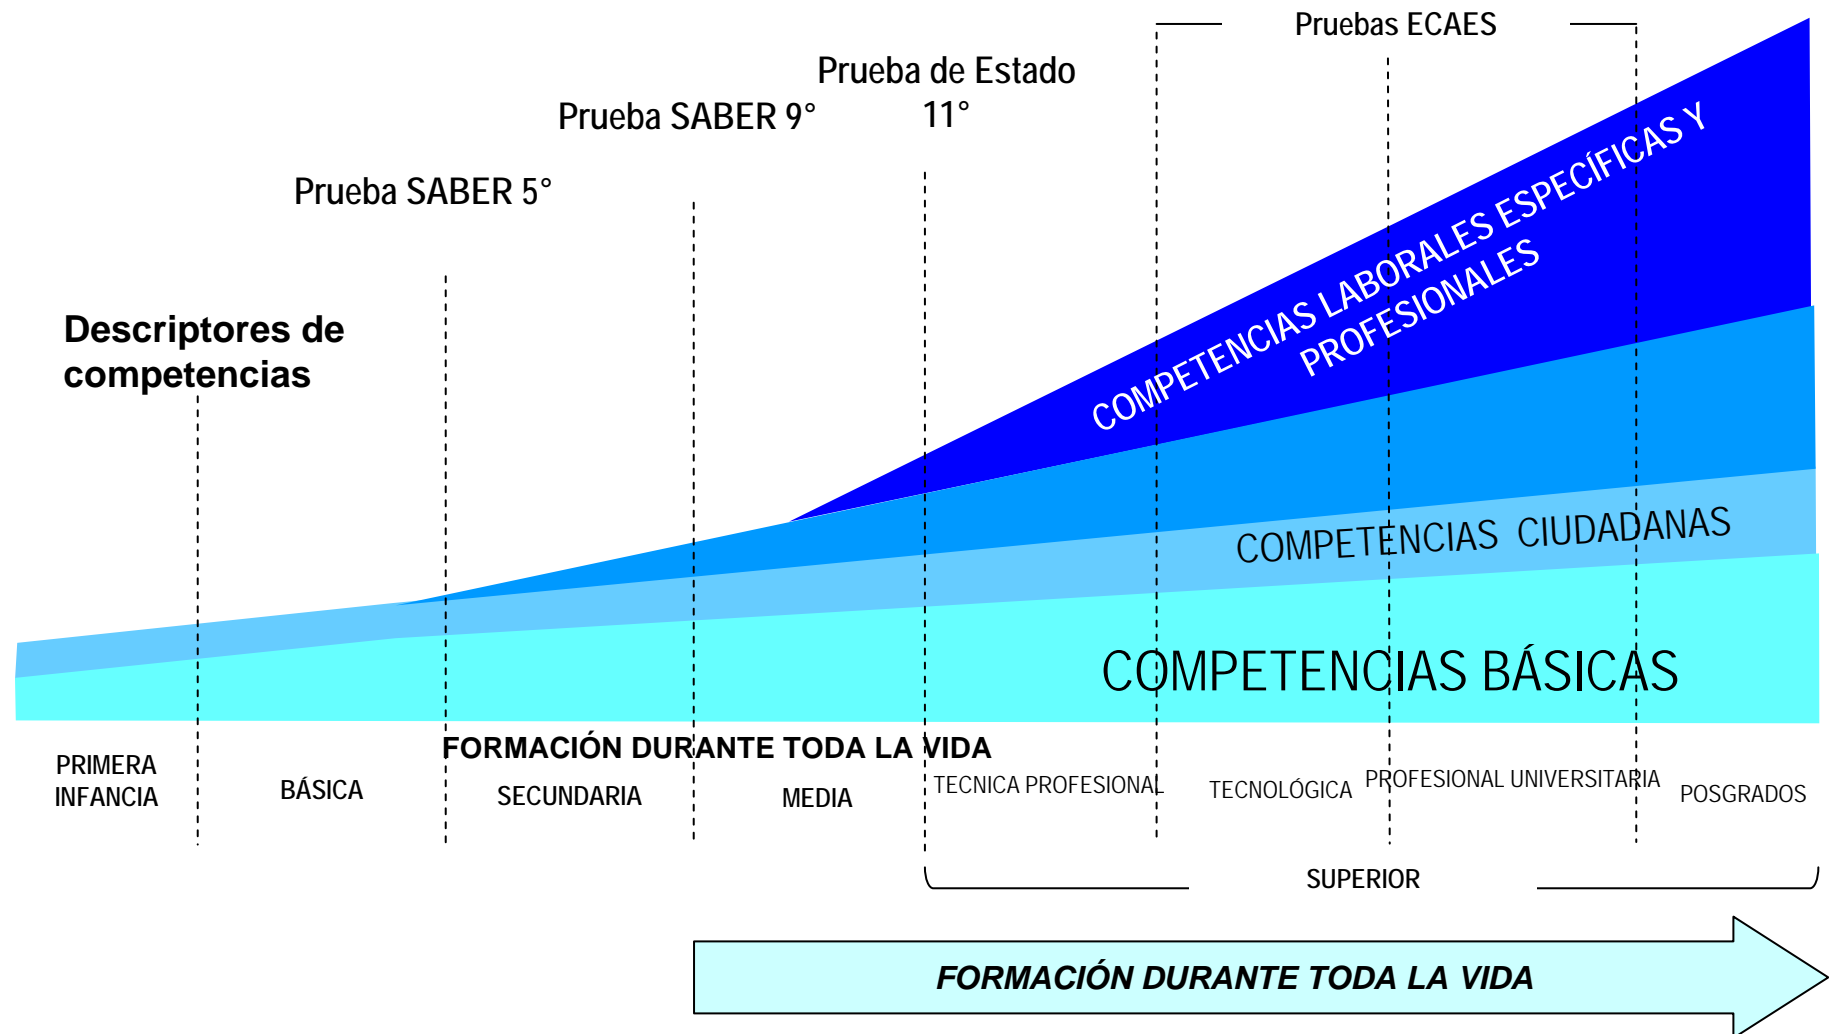 Pruebas ECAES
Prueba de Estado
11°
Prueba SABER 9°
Prueba SABER 5°
Descriptores de
competencias
COMPETENCIAS LABORALES ESPECÍFICAS Y
PROFESIONALES
COMPETENCIAS CIUDADANAS
COMPETENCIAS BÁSICAS
FORMACIÓN DURANTE TODA LA VIDA
PRIMERA
INFANCIA
BÁSICA
SECUNDARIA
MEDIA
TECNICA PROFESIONAL
TECNOLÓGICA
PROFESIONAL UNIVERSITARIA
POSGRADOS
SUPERIOR
FORMACIÓN DURANTE TODA LA VIDA